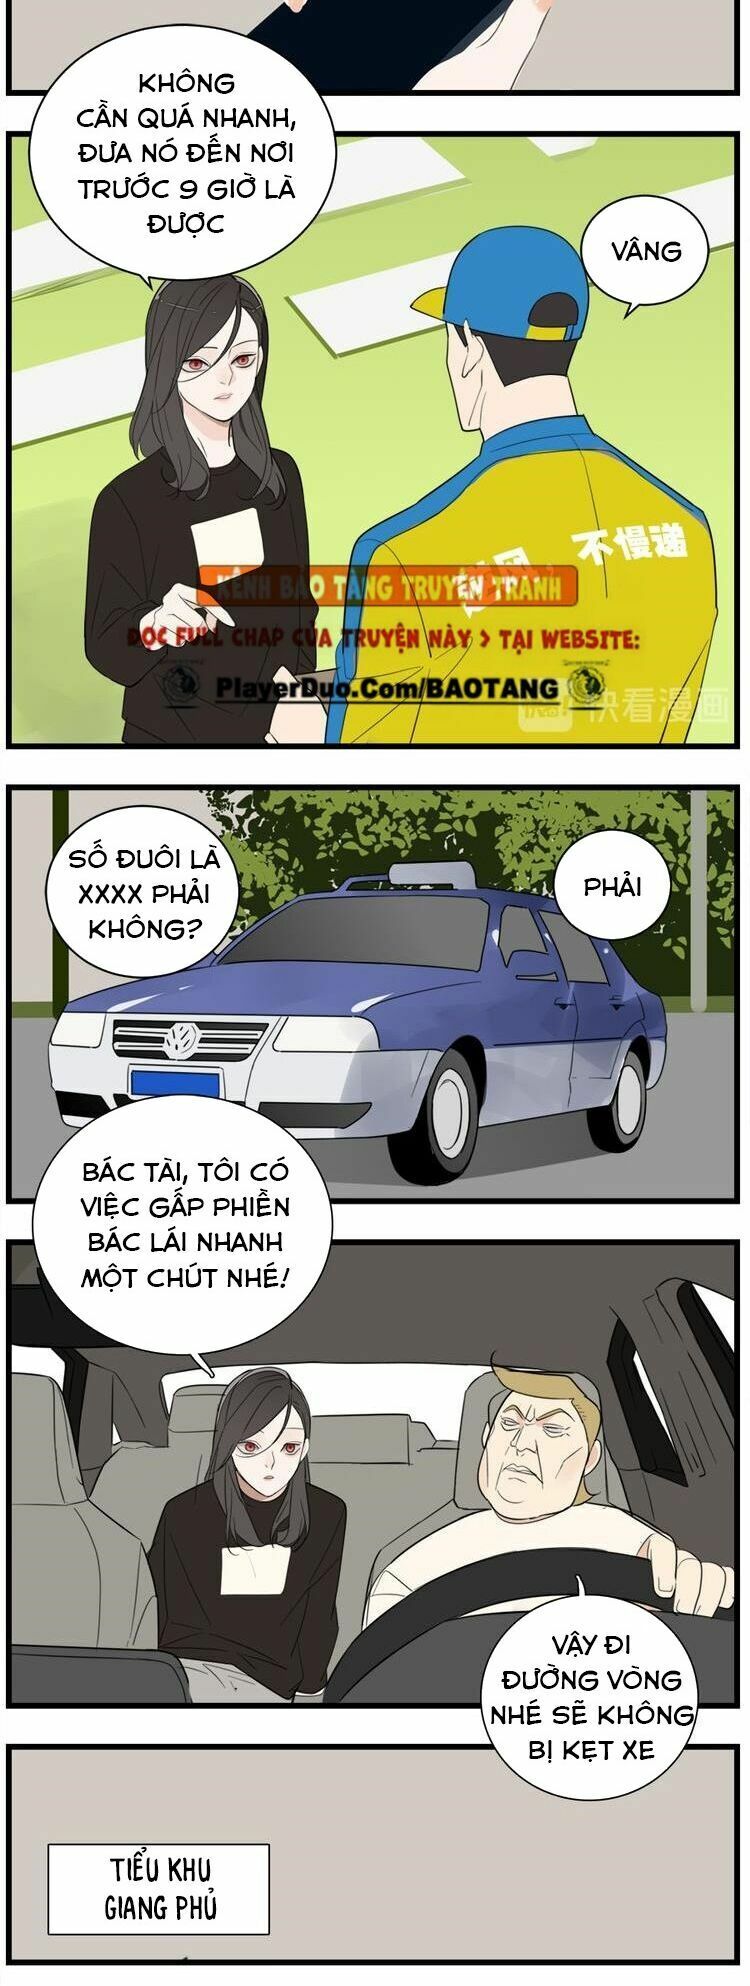 KHÔNG
CẦN QUÁ NHANH,
ĐƯA NÓ ĐẾN NƠI
TRƯỚC 9 GIỜ LÀ
ĐƯỢC
VÂNG
不慢递
KÊNH BẢO TÀNG TRUYỆN TRANH
ĐỌC FULL CHAP CỦA TRUYỆN NÀY > TẠI WEBSITE:
PlayerDuo.Com/BAOTANG
快看漫画
SỐ ĐUÔI LÀ
XXXX PHẢI
KHÔNG?
PHẢI
BÁC TÀI, TÔI CÓ
VIỆC GẤP PHIỀN
BÁC LÁI NHANH
MỘT CHÚT NHÉ!
VẬY ĐI
ĐƯỜNG VÒNG
NHÉ SẼ KHÔNG
BỊ KẸT XE
TIỂU KHU
GIANG PHỦ